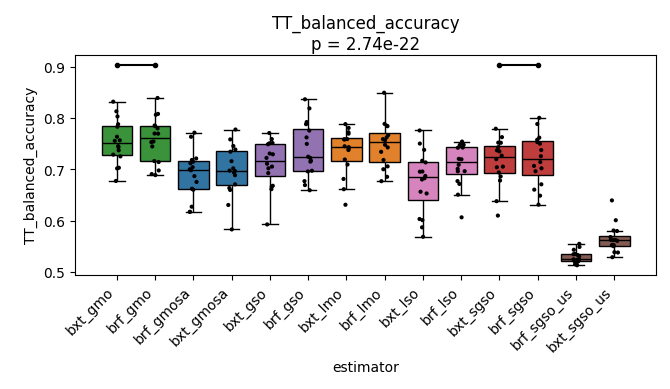 TT_balanced_accuracy
p = 2.74e-22
0.9
0.8
0.7
0.6
0.5
TT_balanced_accuracy
bxt_gmo
brf_gmo
brf_gmosa
bxt_gmosa
bxt_gso
brf_gso
bxt_lmo
brf_lmo
bxt_lso
brf_lso
bxt_sgso
brf_sgso
brf_sgso_us
bxt_sgso_us
estimator